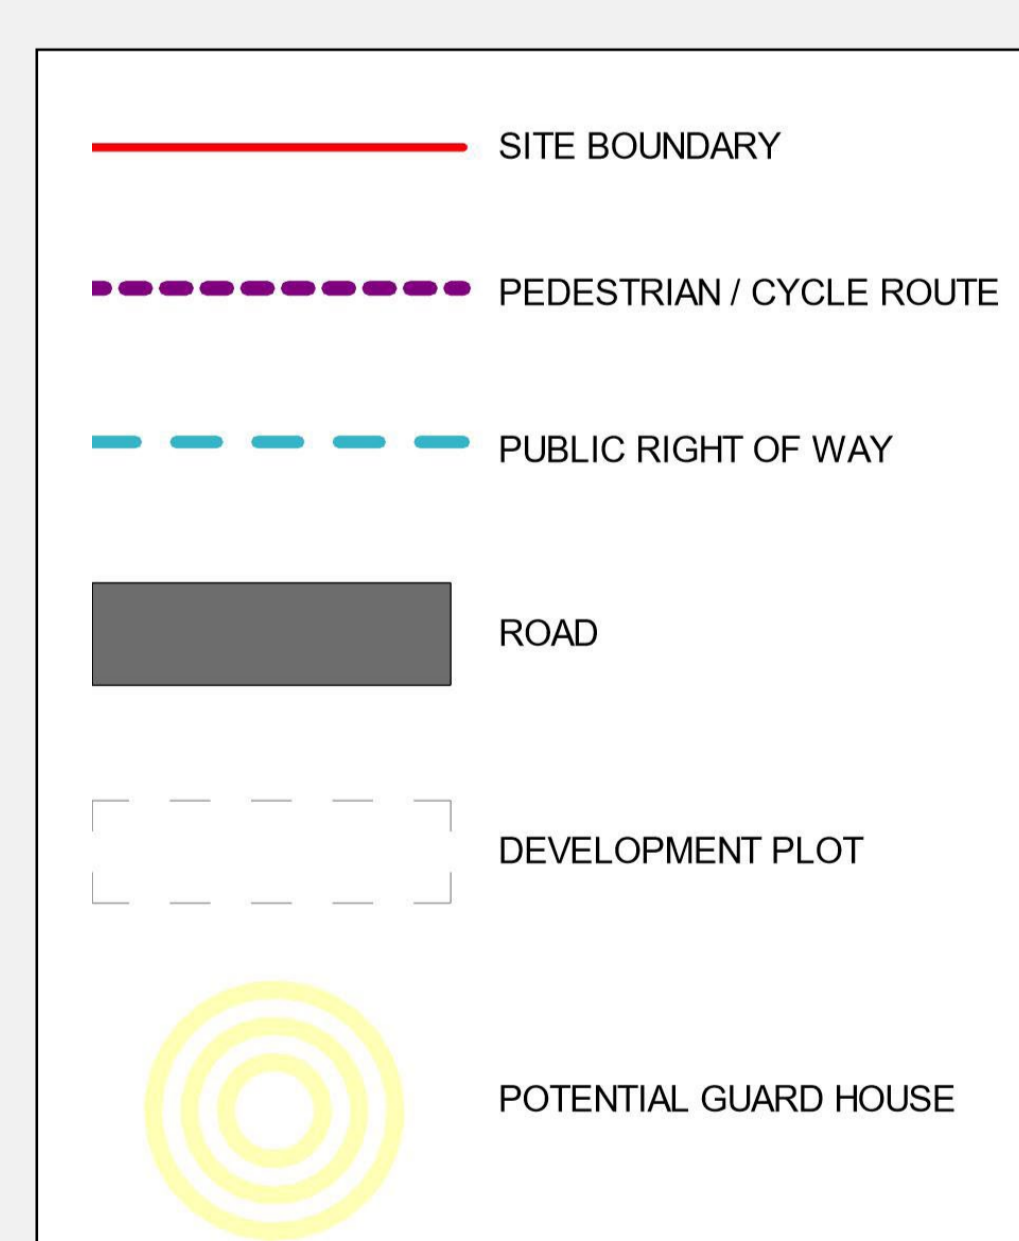 SITE BOUNDARY
PEDESTRIAN / CYCLE ROUTE
PUBLIC RIGHT OF WAY
ROAD
DEVELOPMENT PLOT
POTENTIAL GUARD HOUSE